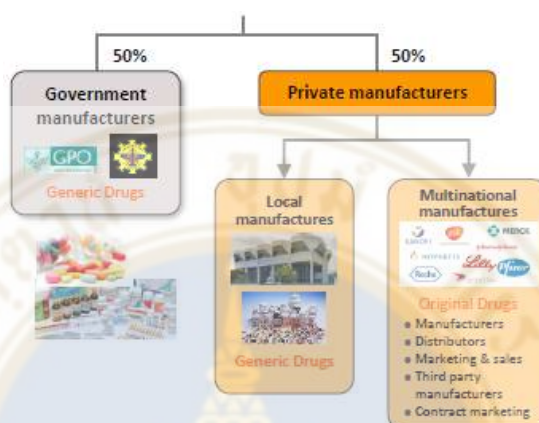 50%
50%
Government
manufacturers
GPO
Generic Drugs
Private manufacturers
Local
manufactures
Generic Drugs
Multinational
manufactures
MERCK
NOVARTIS
Roche
Lilly
Pfizer
Original Drugs
• Manufacturers
• Distributors
• Marketing & sales
• Third party
manufacturers
• Contract marketing